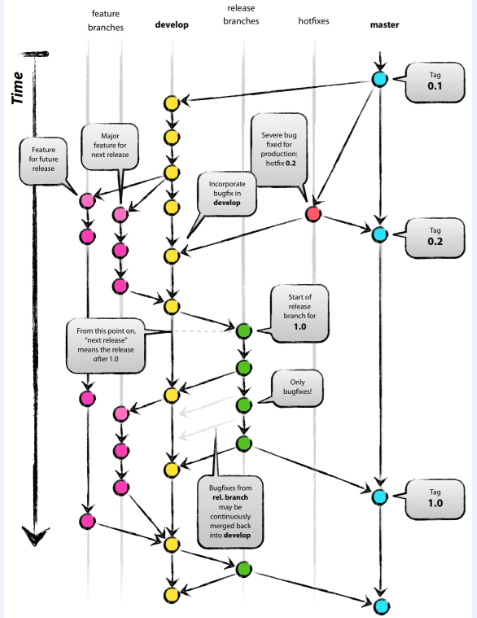 feature
branches
develop
release
branches
hotfixes
master
Time
Tag
0.1
Feature
for future
release
Major
feature for
next release
Severe bug
fixed for
production:
hotfix 0.2
Incorporate
bugfix in
develop
Tag
0.2
Start of
release
branch for
1.0
From this point on,
"next release"
means the release
after 1.0
Only
bugfixes!
Bugfixes from
rel. branch
may be
continuously
merged back
into develop
Tag
1.0